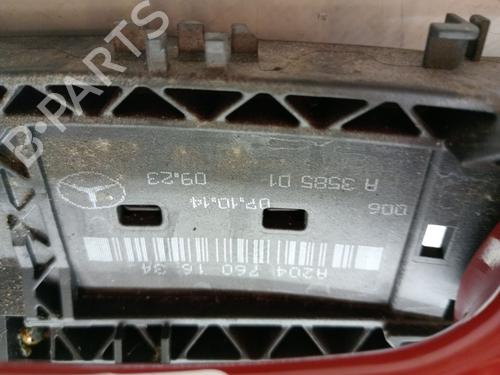 B-PARTS
A204 760 16 34
07.10.14
006
A 3585 D1 09.23